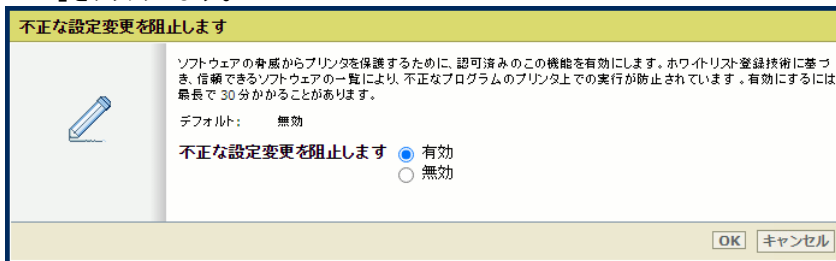 不正な設定変更を阻止します
ソフトウェアの脅威からプリンタを保護するために、認可済みのこの機能を有効にします。ホワイトリスト登録技術に基づ
き、信頼できるソフトウェアの一覧により、不正なプログラムのプリンタ上での実行が防止されています。有効にするには
最長で 30 分かかることがあります。
デフォルト: 無効
不正な設定変更を阻止します 有効
無効
OK キャンセル